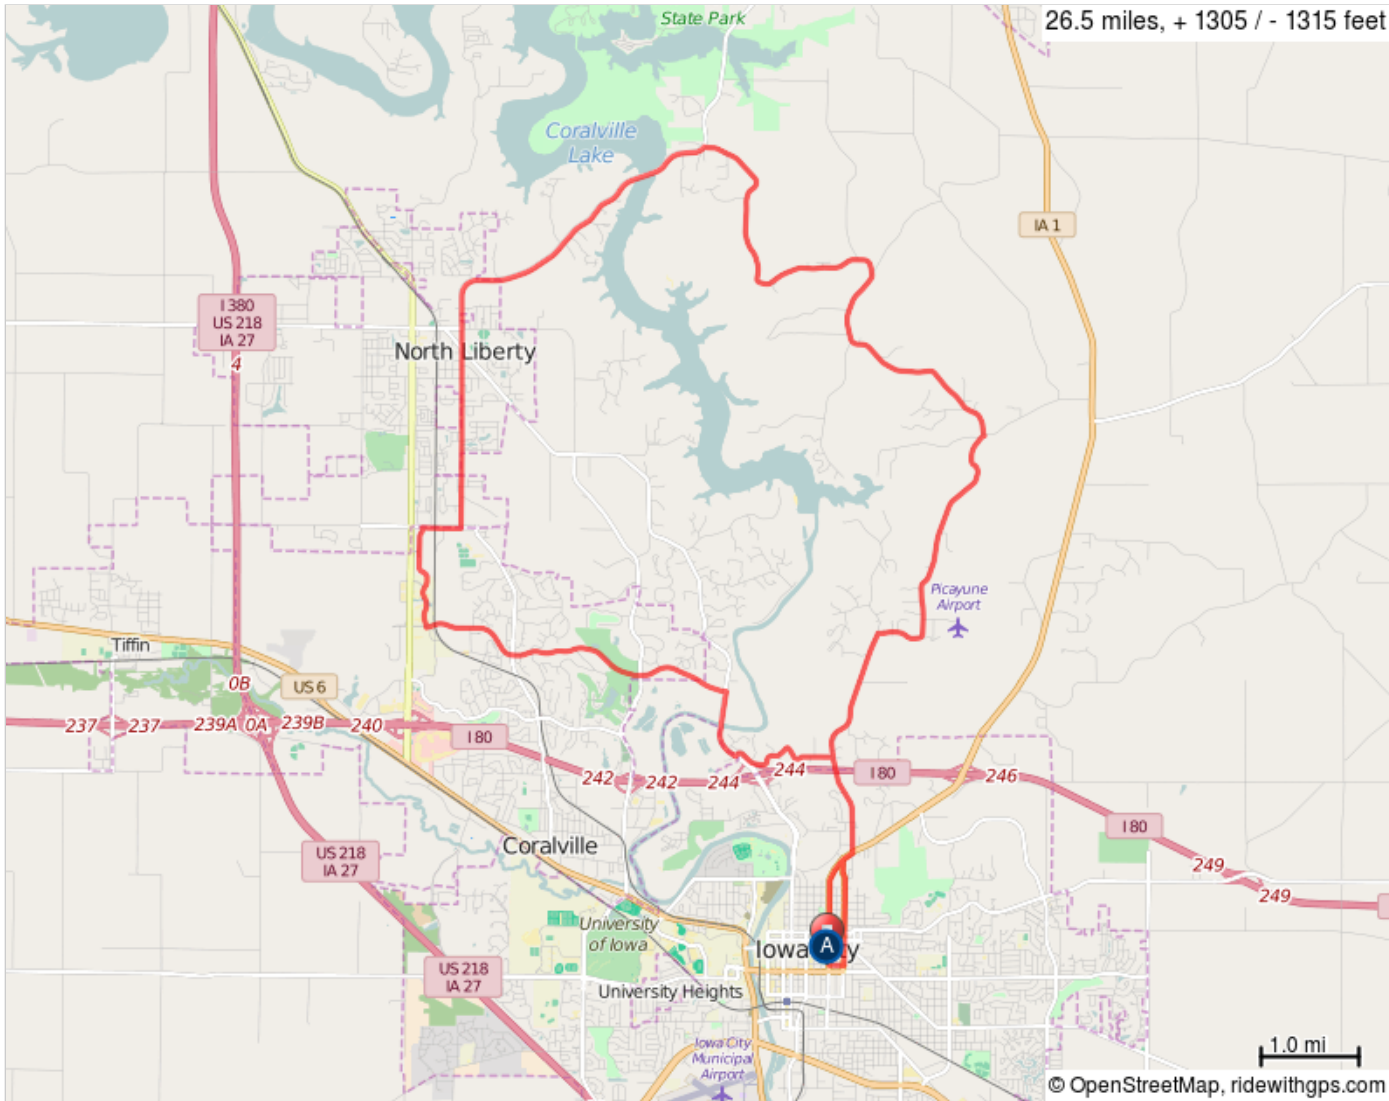 State Park
26.5 miles, + 1305 / - 1315 feet
Coralville
Lake
IA 1
I 380
US 218
IA 27
4
North Liberty
Picayune
Airport
Tiffin
0B
US 6
237
237
239A
0A
239B
240
I 80
242
242
244
244
I 80
246
I 80
US 218
IA 27
Coralville
249
249
University
of Iowa
A
US 218
IA 27
University Heights
Iowa City
Municipal
Airport
1.0 mi
© OpenStreetMap, ridewithgps.com